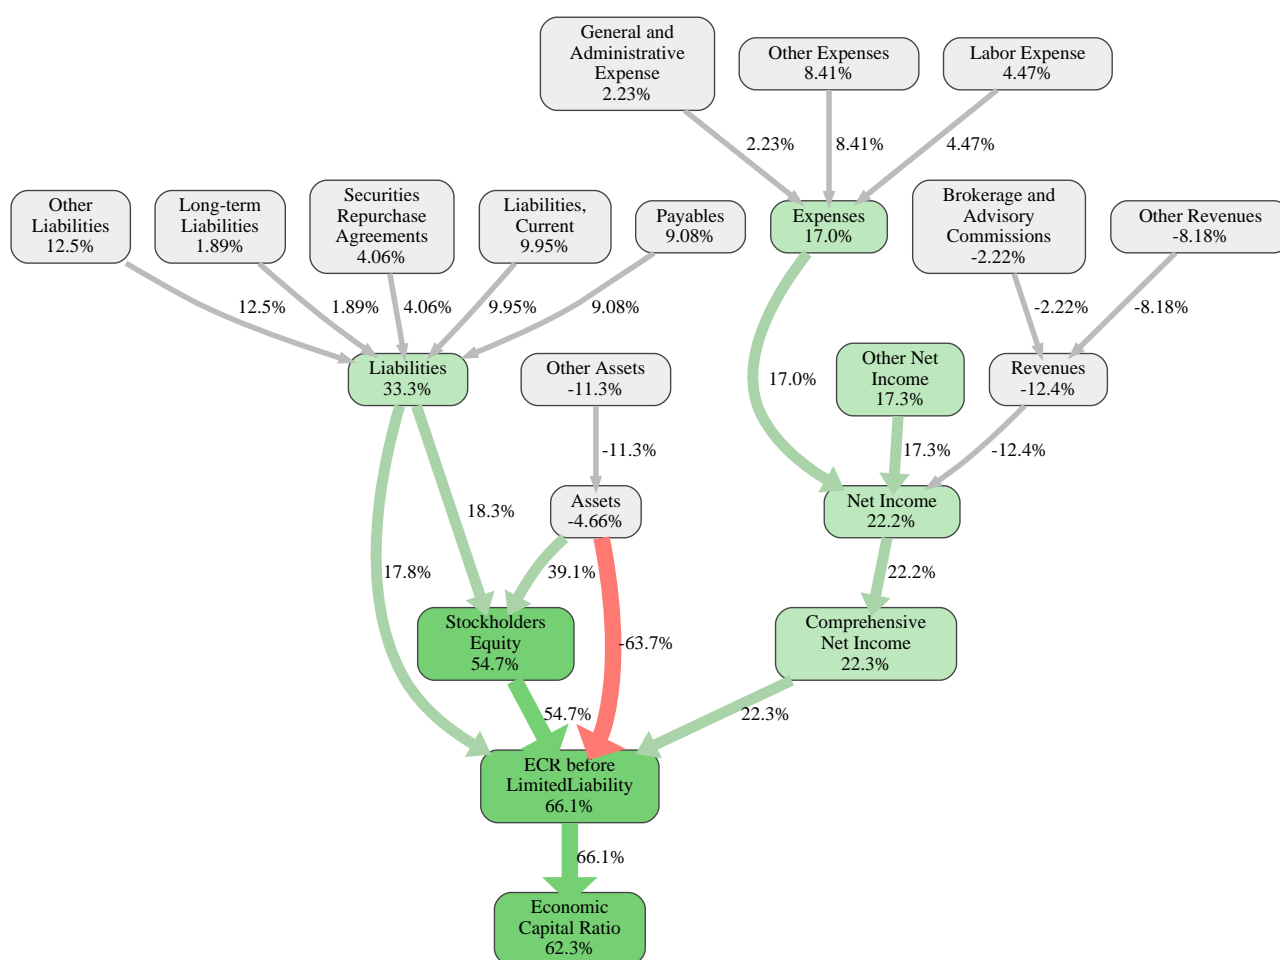 General and
Administrative
Expense
2.23%
Other Expenses
8.41%
Labor Expense
4.47%
2.23%
8.41%
4.47%
Other
Liabilities
12.5%
Long-term
Liabilities
1.89%
Securities
Repurchase
Agreements
4.06%
Liabilities,
Current
9.95%
Payables
9.08%
Expenses
17.0%
Brokerage and
Advisory
Commissions
-2.22%
Other Revenues
-8.18%
12.5%
1.89%
4.06%
9.95%
9.08%
-2.22%
-8.18%
Liabilities
33.3%
Other Assets
-11.3%
17.0%
Other Net
Income
17.3%
Revenues
-12.4%
-11.3%
17.3%
-12.4%
18.3%
Assets
-4.66%
Net Income
22.2%
17.8%
39.1%
22.2%
Stockholders
Equity
54.7%
-63.7%
Comprehensive
Net Income
22.3%
54.7%
22.3%
ECR before
LimitedLiability
66.1%
66.1%
Economic
Capital Ratio
62.3%